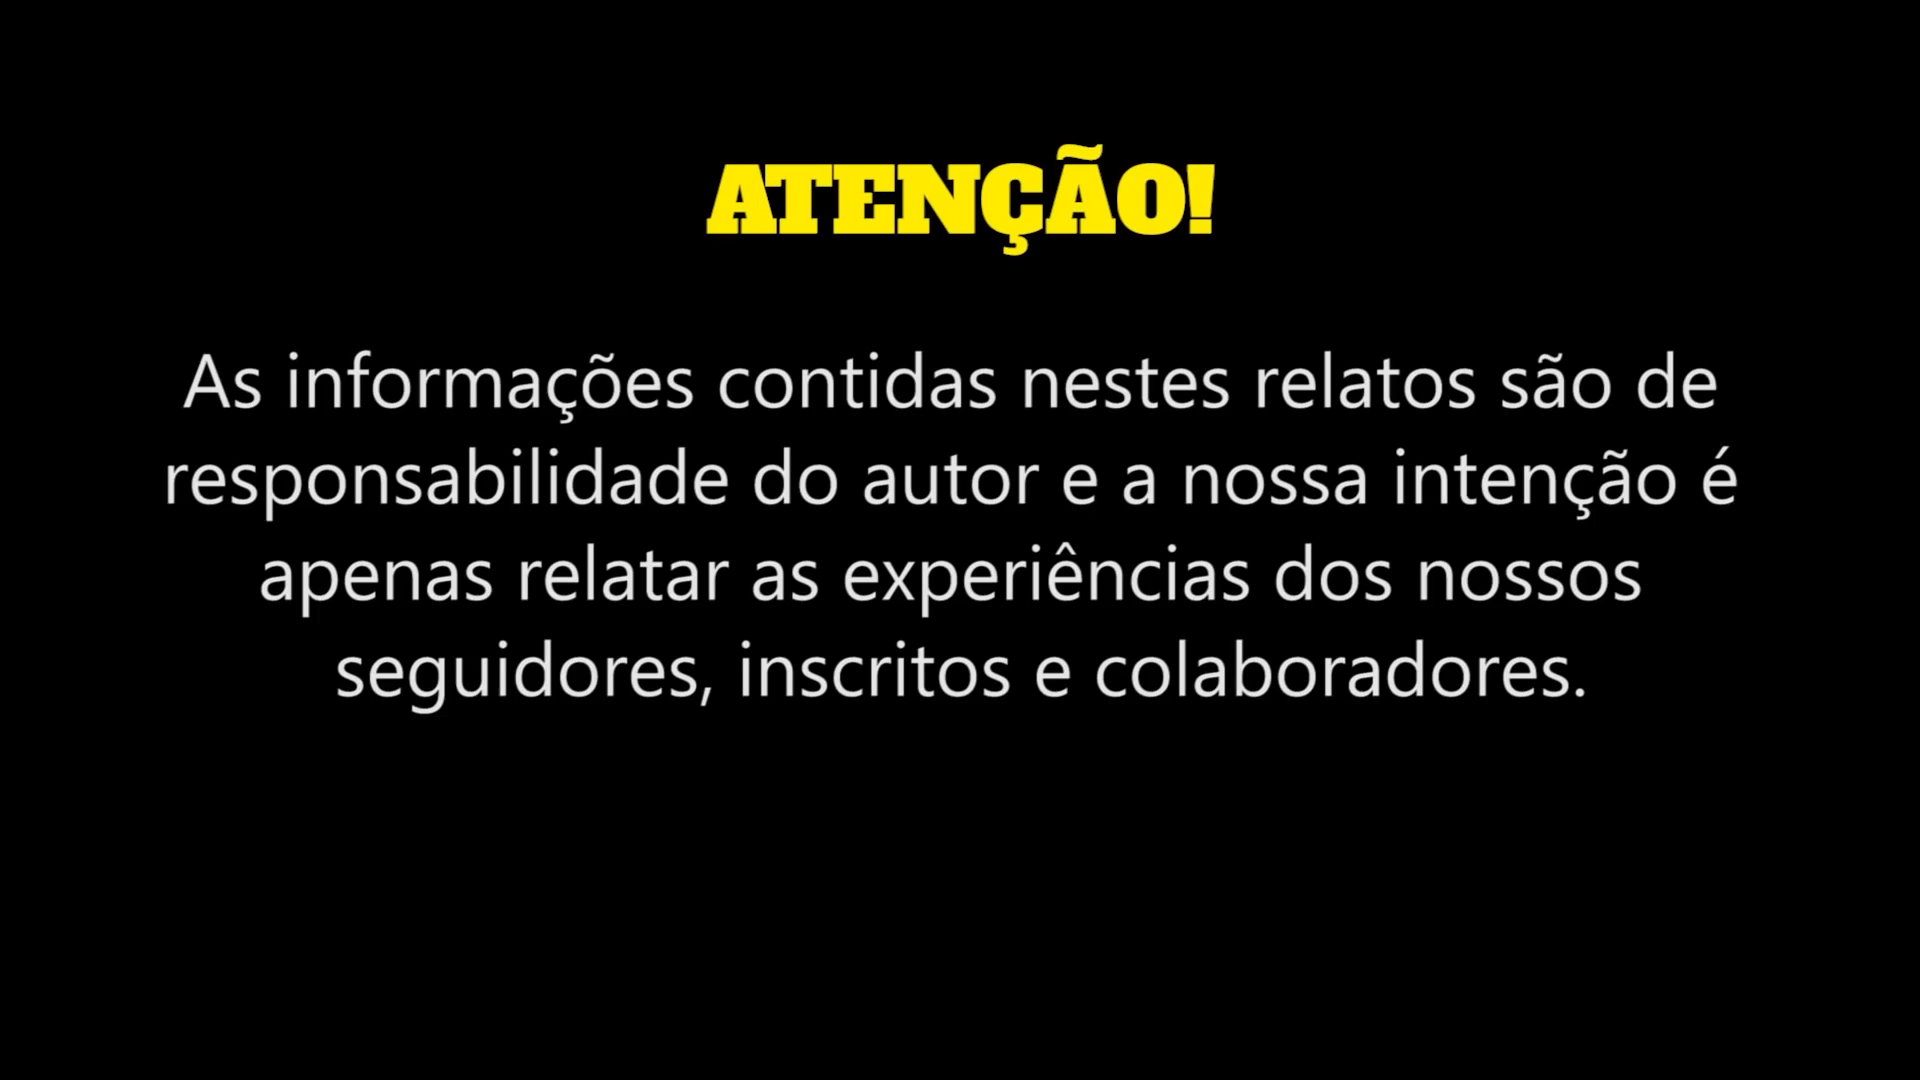 ATENÇÃO!
As informações contidas nestes relatos são de
responsabilidade do autor e a nossa intenção é
apenas relatar as experiências dos nossos
seguidores, inscritos e colaboradores.